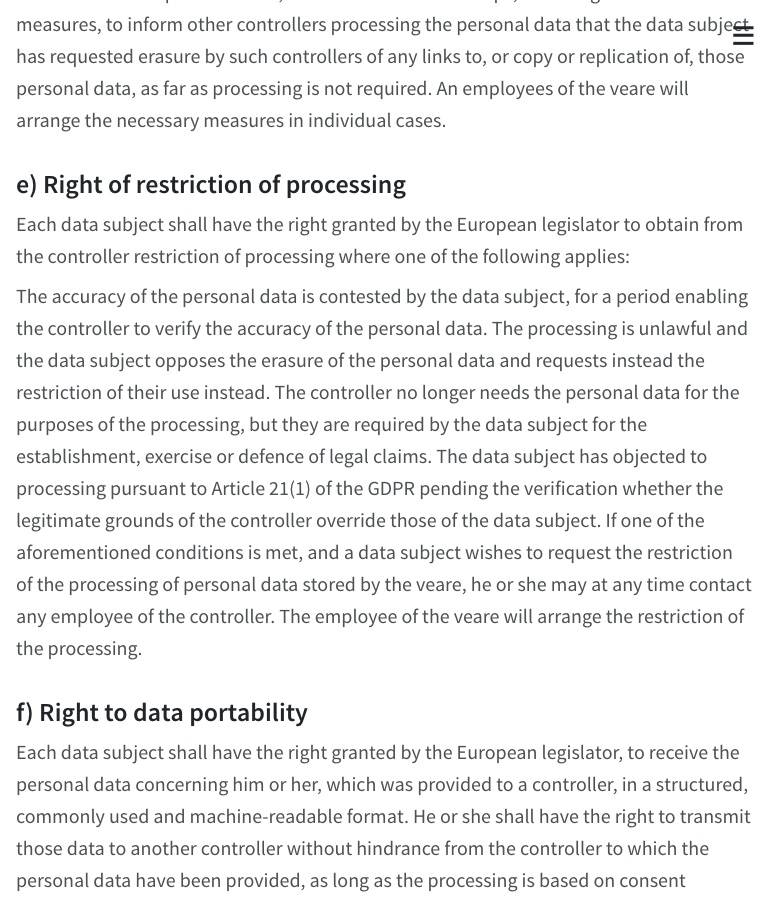 measures, to inform other controllers processing the personal data that the data subject
has requested erasure by such controllers of any links to, or copy or replication of, those
personal data, as far as processing is not required. An employees of the veare will
arrange the necessary measures in individual cases.
e) Right of restriction of processing
Each data subject shall have the right granted by the European legislator to obtain from
the controller restriction of processing where one of the following applies:
The accuracy of the personal data is contested by the data subject, for a period enabling
the controller to verify the accuracy of the personal data. The processing is unlawful and
the data subject opposes the erasure of the personal data and requests instead the
restriction of their use instead. The controller no longer needs the personal data for the
purposes of the processing, but they are required by the data subject for the
establishment, exercise or defence of legal claims. The data subject has objected to
processing pursuant to Article 21(1) of the GDPR pending the verification whether the
legitimate grounds of the controller override those of the data subject. If one of the
aforementioned conditions is met, and a data subject wishes to request the restriction
of the processing of personal data stored by the veare, he or she may at any time contact
any employee of the controller. The employee of the veare will arrange the restriction of
the processing.
f) Right to data portability
Each data subject shall have the right granted by the European legislator, to receive the
personal data concerning him or her, which was provided to a controller, in a structured,
commonly used and machine-readable format. He or she shall have the right to transmit
those data to another controller without hindrance from the controller to which the
personal data have been provided, as long as the processing is based on consent